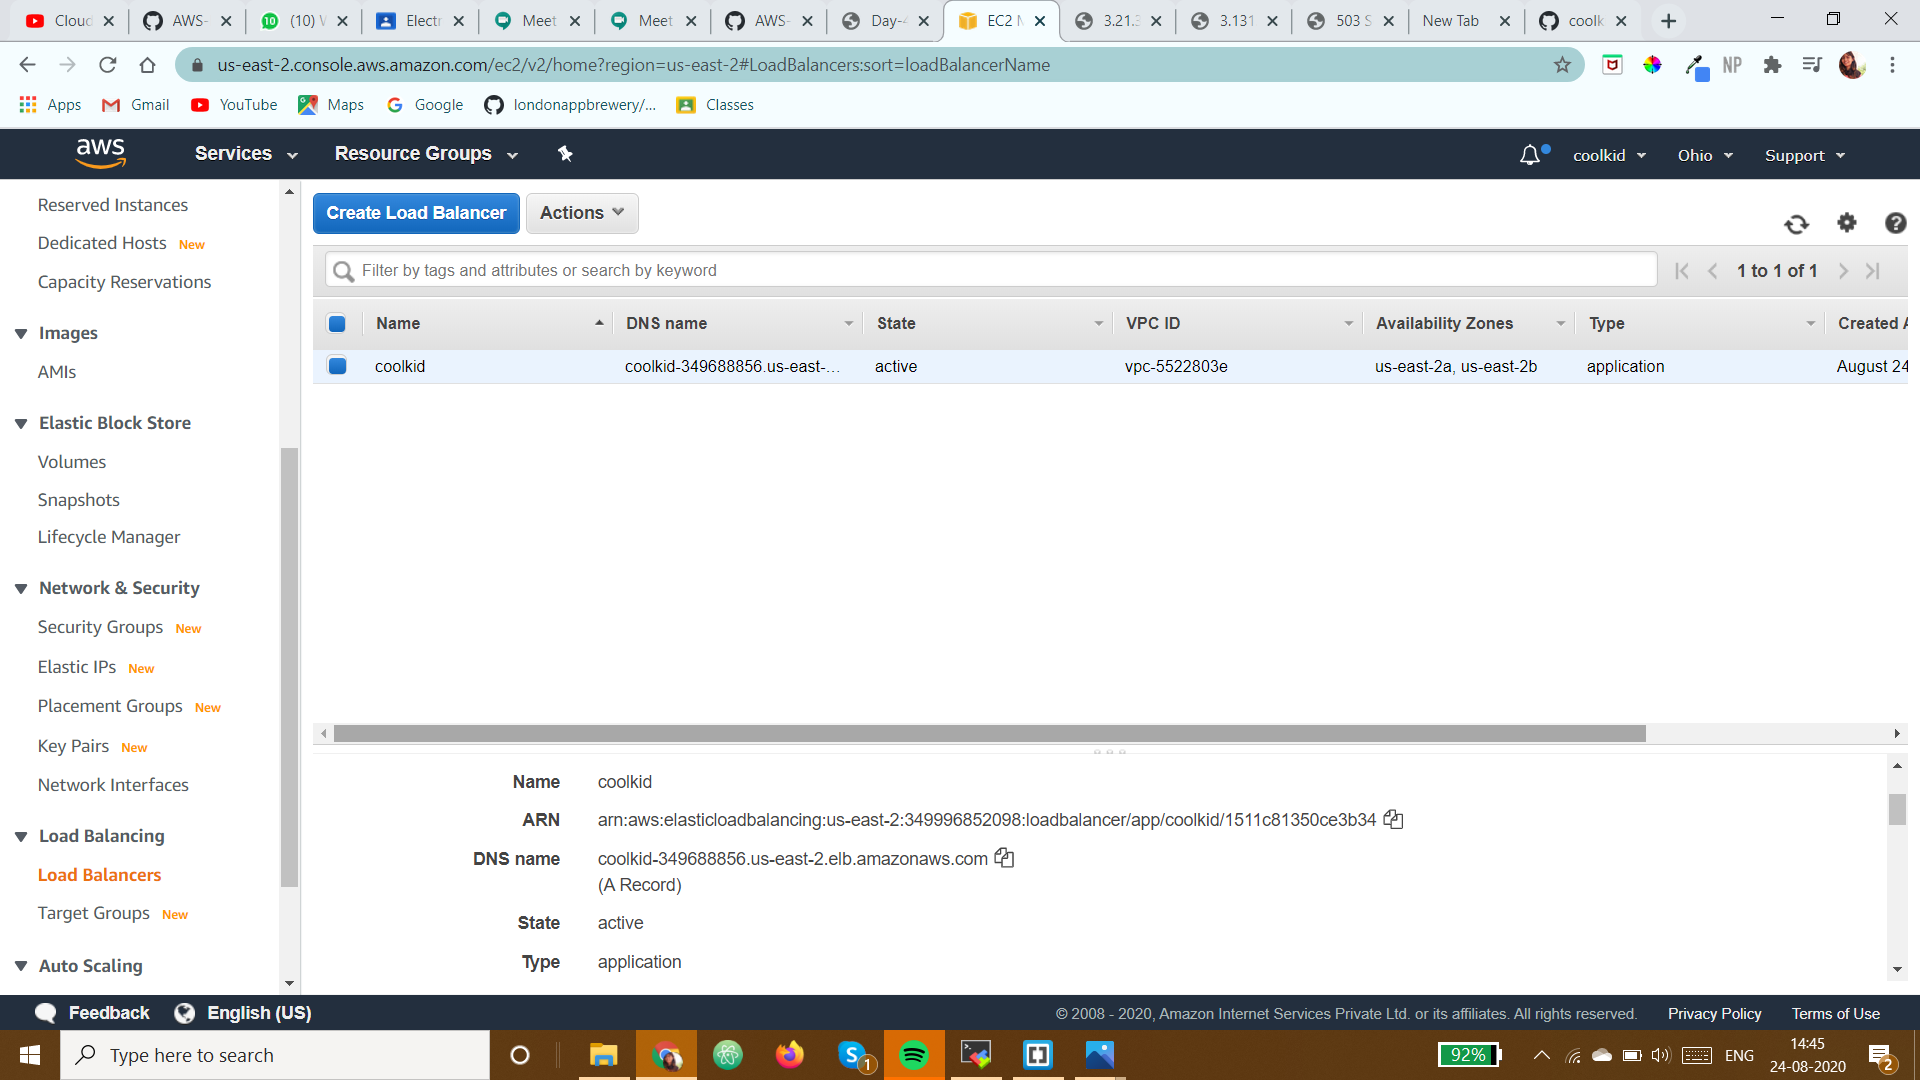 Cloud
AWS-
(10) W
Electr
Meet
Meet
AWS-
Day-4
EC2 M
3.21.3
3.131
503 S
New Tab
coolk
us-east-2.console.aws.amazon.com/ec2/v2/home?region=us-east-2#LoadBalancers:sort=loadBalancerName
NP
Apps
Gmail
YouTube
Maps
Google
londonappbrewery/...
Classes
aws
Services
Resource Groups
coolkid
Ohio
Support
Reserved Instances
Dedicated Hosts New
Capacity Reservations
Images
AMIs
Elastic Block Store
Volumes
Snapshots
Lifecycle Manager
Network & Security
Security Groups New
Elastic IPs New
Placement Groups New
Key Pairs New
Network Interfaces
Load Balancing
Load Balancers
Target Groups New
Auto Scaling
Create Load Balancer
Actions
Filter by tags and attributes or search by keyword
1 to 1 of 1
Name DNS name State VPC ID Availability Zones Type Created A
coolkid coolkid-349688856.us-east-... active vpc-5522803e us-east-2a, us-east-2b application August 24
Name coolkid
ARN arn:aws:elasticloadbalancing:us-east-2:349996852098:loadbalancer/app/coolkid/1511c81350ce3b34
DNS name coolkid-349688856.us-east-2.elb.amazonaws.com
(A Record)
State active
Type application
Feedback
English (US)
© 2008 - 2020, Amazon Internet Services Private Ltd. or its affiliates. All rights reserved.
Privacy Policy
Terms of Use
Type here to search
1
92%
ENG
14:45
24-08-2020
2